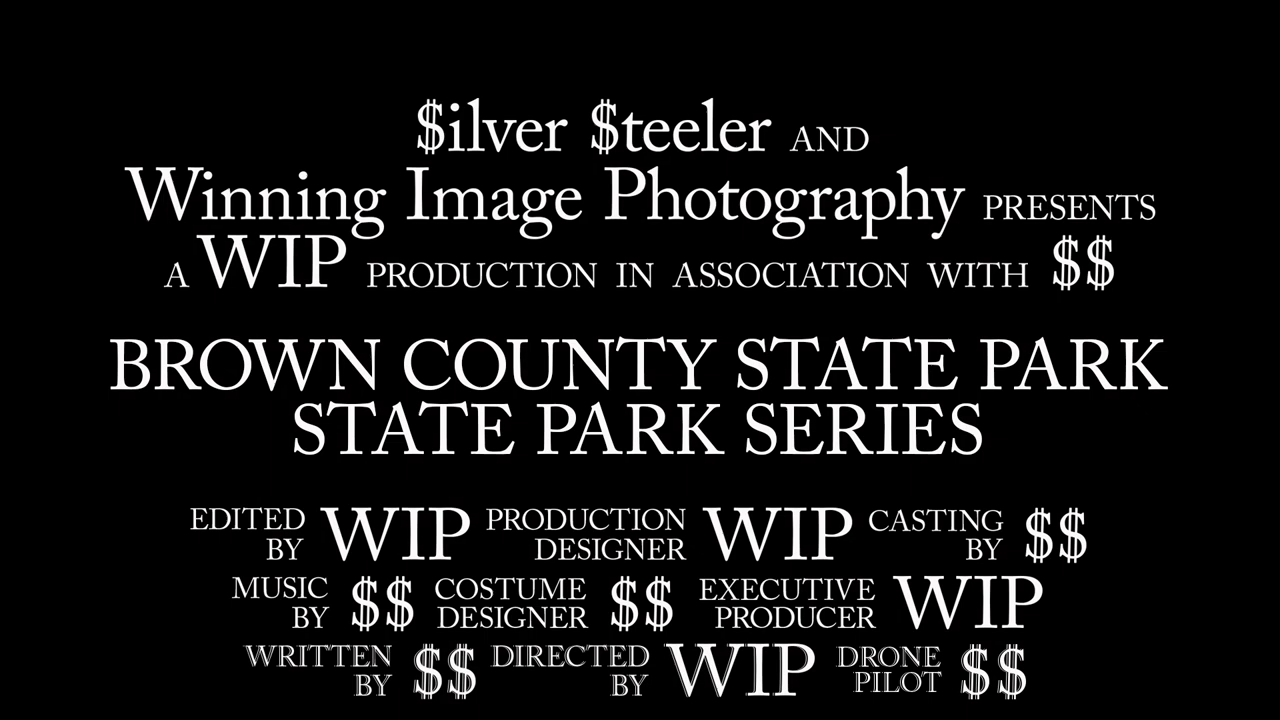 $ilver $teeler AND
Winning Image Photography PRESENTS
A WIP PRODUCTION IN ASSOCIATION WITH $$
BROWN COUNTY STATE PARK
STATE PARK SERIES
EDITED BY WIP PRODUCTION DESIGNER WIP CASTING BY $$
MUSIC BY $$ COSTUME DESIGNER $$ EXECUTIVE PRODUCER WIP
WRITTEN BY $$ DIRECTED BY WIP DRONE PILOT $$